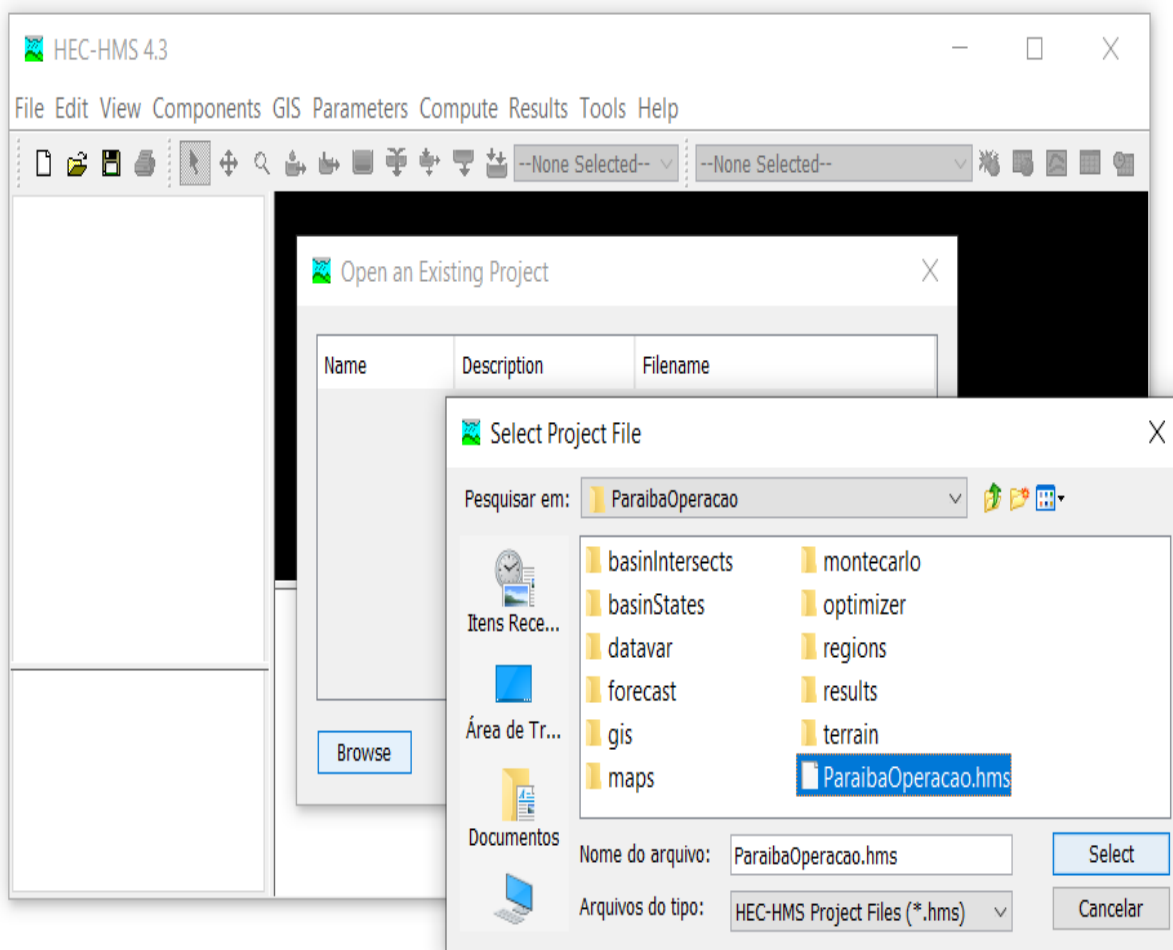 HEC-HMS 4.3
File Edit View Components GIS Parameters Compute Results Tools Help
--None Selected-- --None Selected--
Open an Existing Project
Name Description Filename
Browse
Select Project File
Pesquisar em: ParaibaOperacao
Itens Rece...
Área de Tr...
Documentos
basinIntersects montecarlo
basinStates optimizer
datavar regions
forecast results
gis terrain
maps ParaibaOperacao.hms
Nome do arquivo: ParaibaOperacao.hms Select
Arquivos do tipo: HEC-HMS Project Files (*.hms) Cancelar